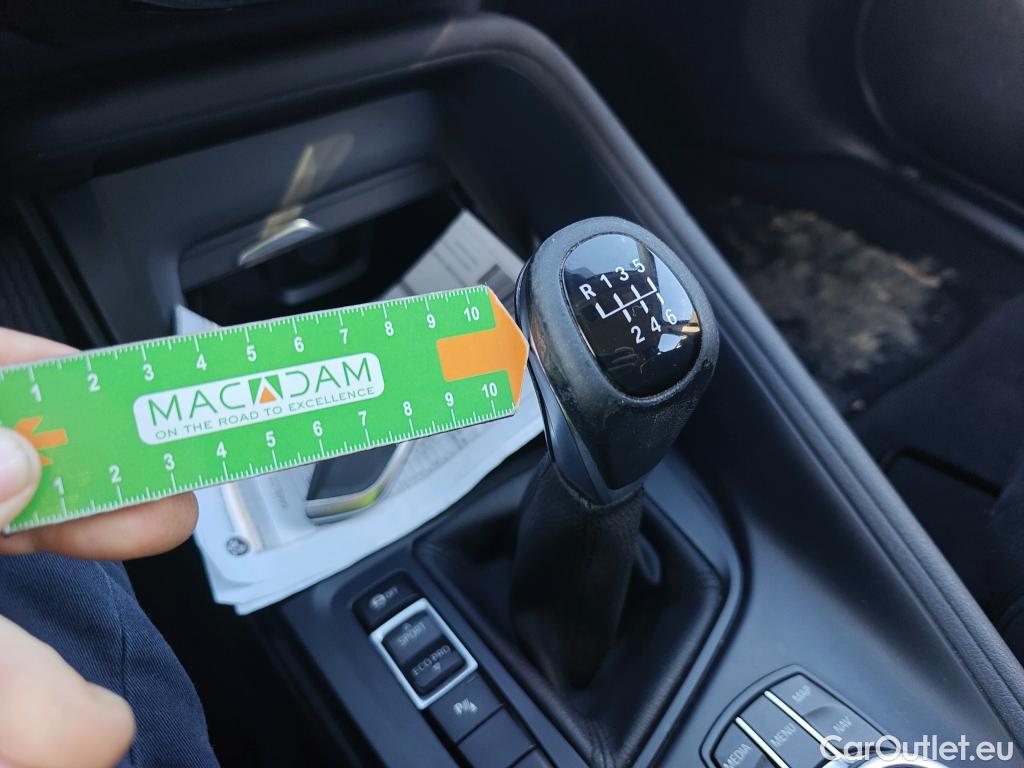 R 1 3 5
2 4 6
1 2 3 4 5 6 7 8 9 10
MACADAM
ON THE ROAD TO EXCELLENCE
1 2 3 4 5 6 7 8 9 10
OFF
SPORT
ECO PRO
MEDIA
MENU
MAP
NAV
CarOutlet.eu